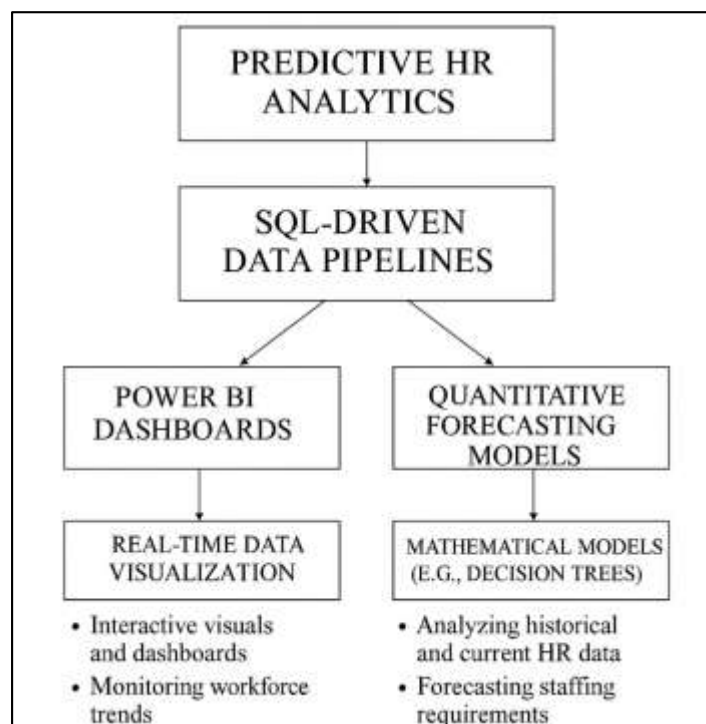 PREDICTIVE HR
ANALYTICS
SQL-DRIVEN
DATA PIPELINES
POWER BI
DASHBOARDS
REAL-TIME DATA
VISUALIZATION
• Interactive visuals
and dashboards
• Monitoring workforce
trends
QUANTITATIVE
FORECASTING
MODELS
MATHEMATICAL MODELS
(E.G., DECISION TREES)
• Analyzing historical
and current HR data
• Forecasting staffing
requirements